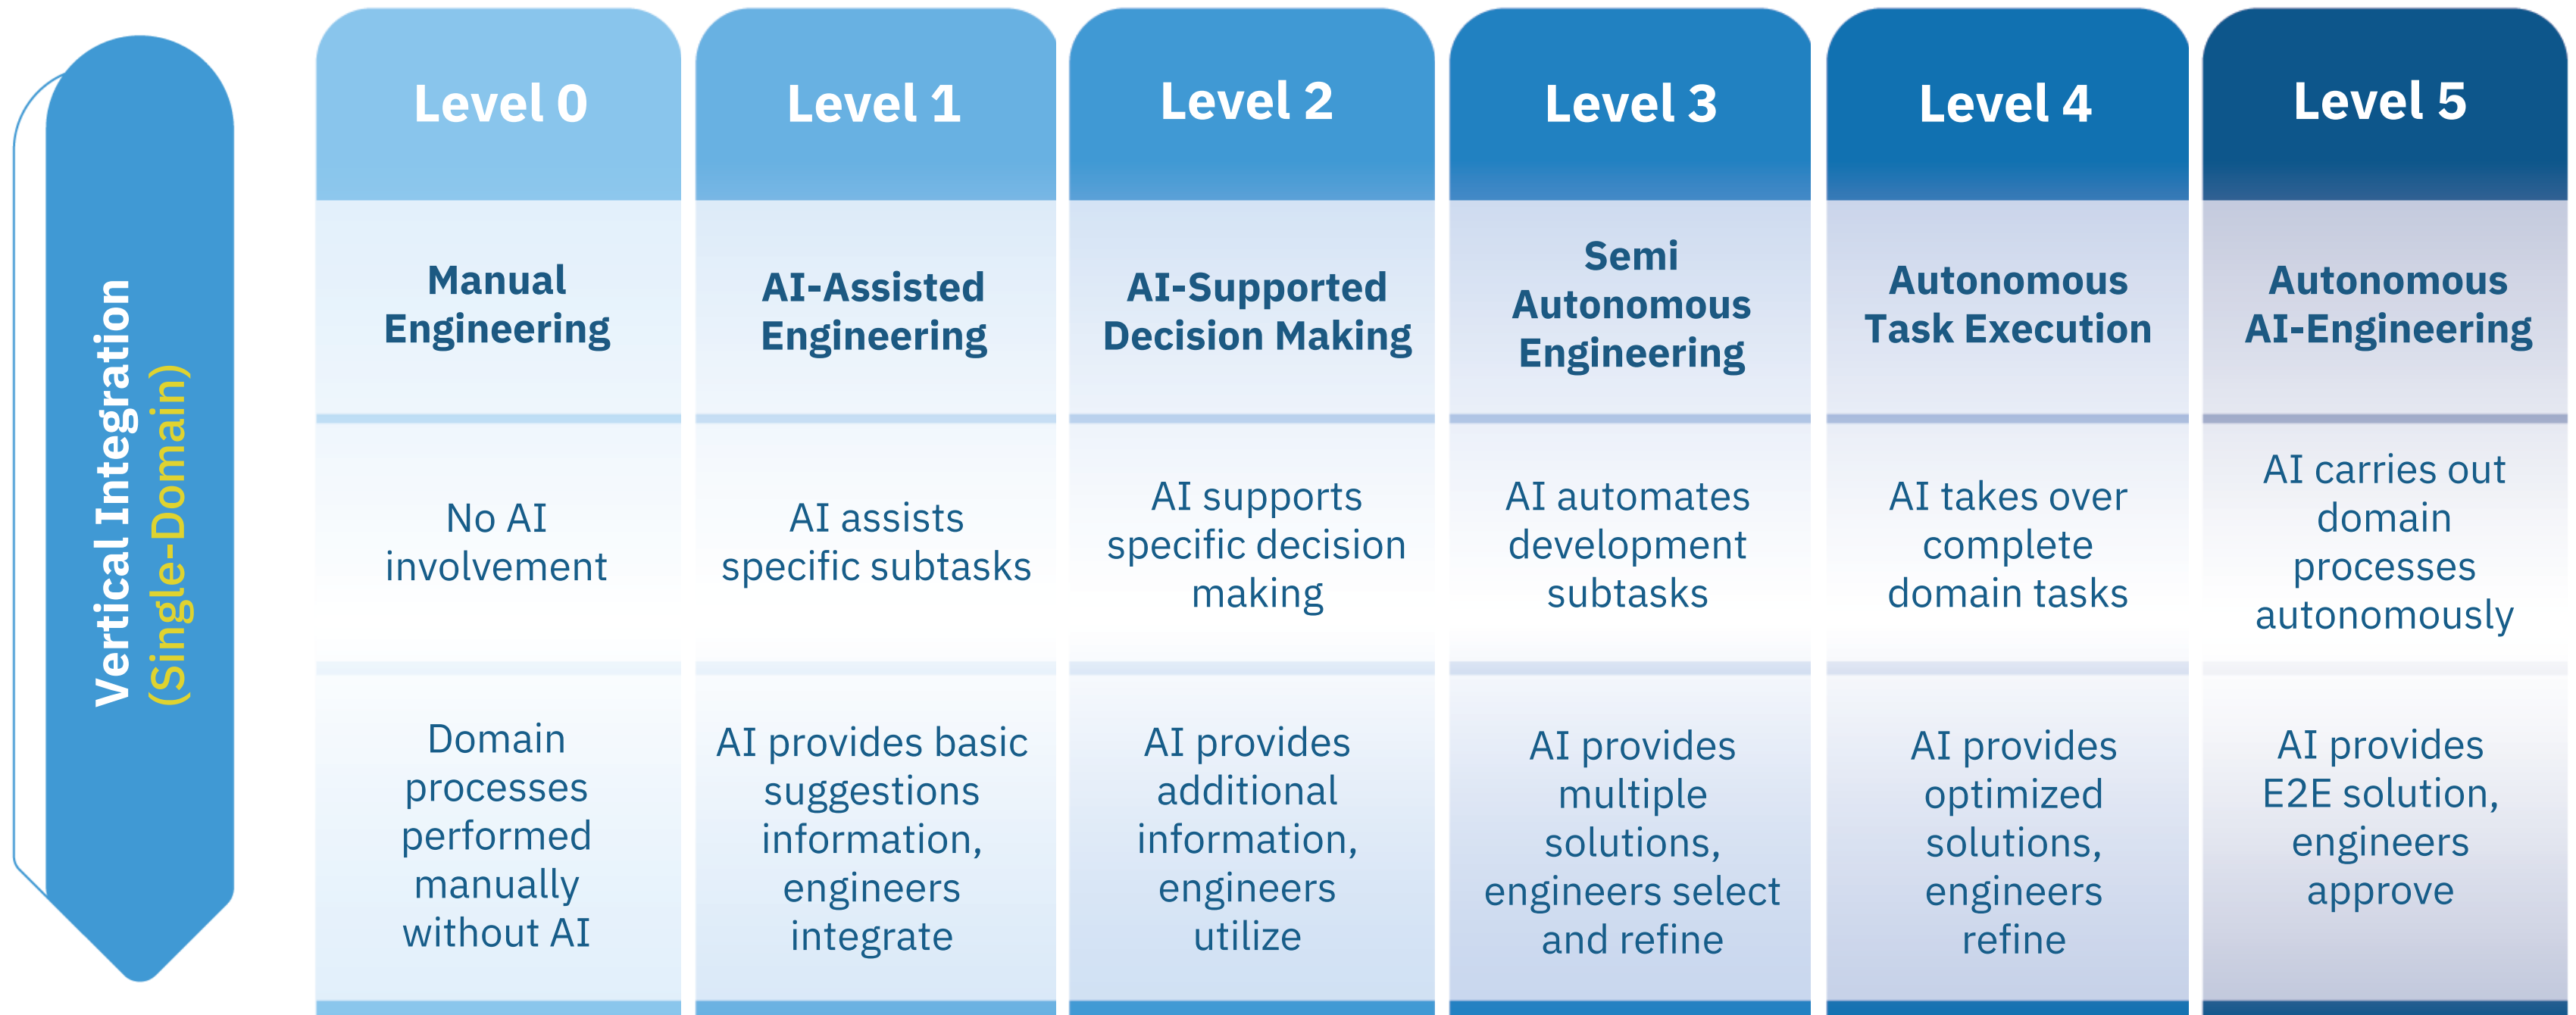 Vertical Integration
(Single-Domain)
Level 0
Manual
Engineering
No AI
involvement
Domain
processes
performed
manually
without AI
Level 1
AI-Assisted
Engineering
AI assists
specific subtasks
AI provides basic
suggestions
information,
engineers
integrate
Level 2
AI-Supported
Decision Making
AI supports
specific decision
making
AI provides
additional
information,
engineers
utilize
Level 3
Semi
Autonomous
Engineering
AI automates
development
subtasks
AI provides
multiple
solutions,
engineers select
and refine
Level 4
Autonomous
Task Execution
AI takes over
complete
domain tasks
AI provides
optimized
solutions,
engineers
refine
Level 5
Autonomous
AI-Engineering
AI carries out
domain
processes
autonomously
AI provides
E2E solution,
engineers
approve